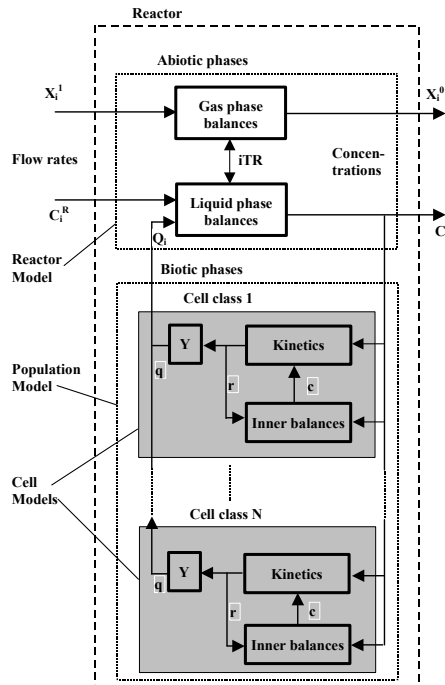 Reactor
Abiotic phases
X_i^1
X_i^0
Gas phase
balances
iTR
Flow rates
Concen-
trations
Liquid phase
balances
C_i^R
C
Q_i
Reactor
Model
Biotic phases
Cell class 1
Y
Kinetics
q
r
c
Inner balances
Population
Model
Cell
Models
Cell class N
Y
Kinetics
q
r
c
Inner balances